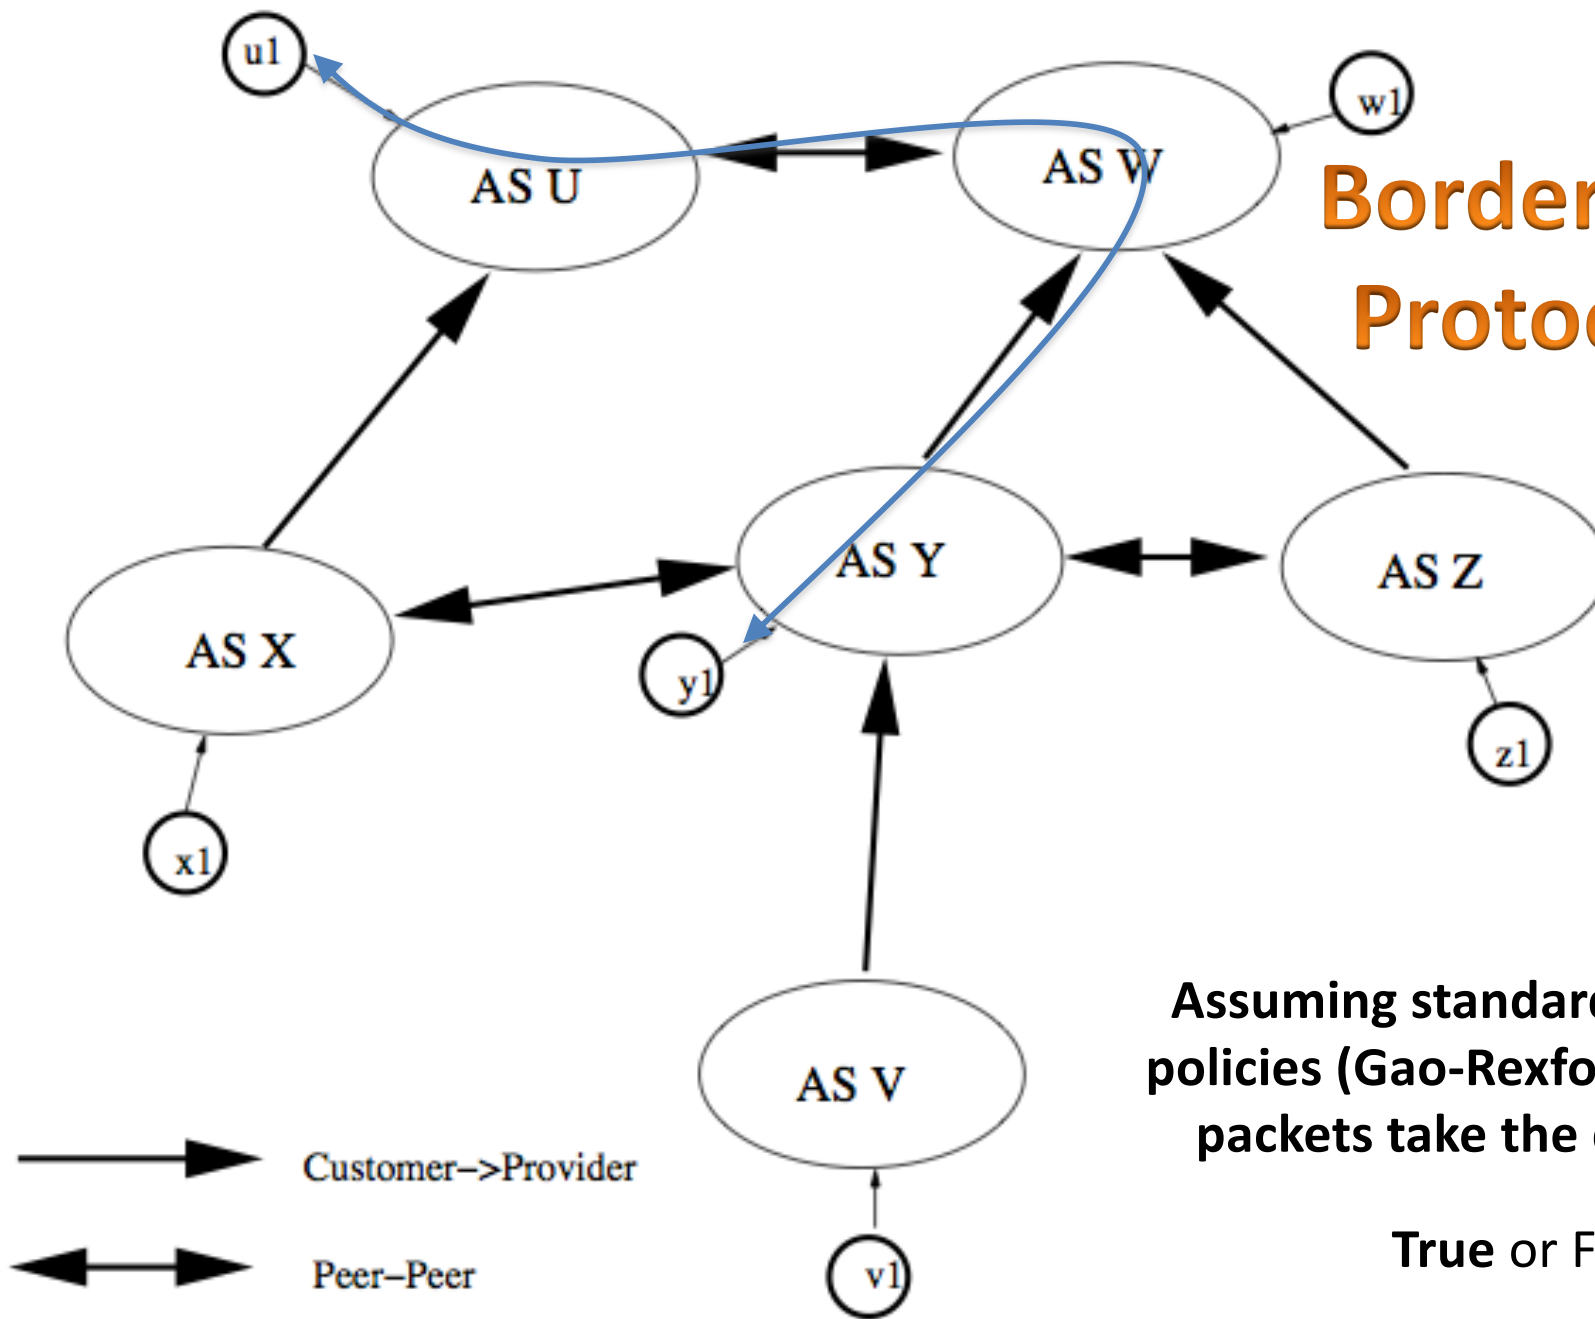 u1
w1
AS U
AS W
Border
AS Y
AS Z
AS X
y1
z1
x1
AS V
Customer–>Provider
Peer–Peer
v1
Assuming standard
policies (Gao-Rexfo
packets take the
True or F